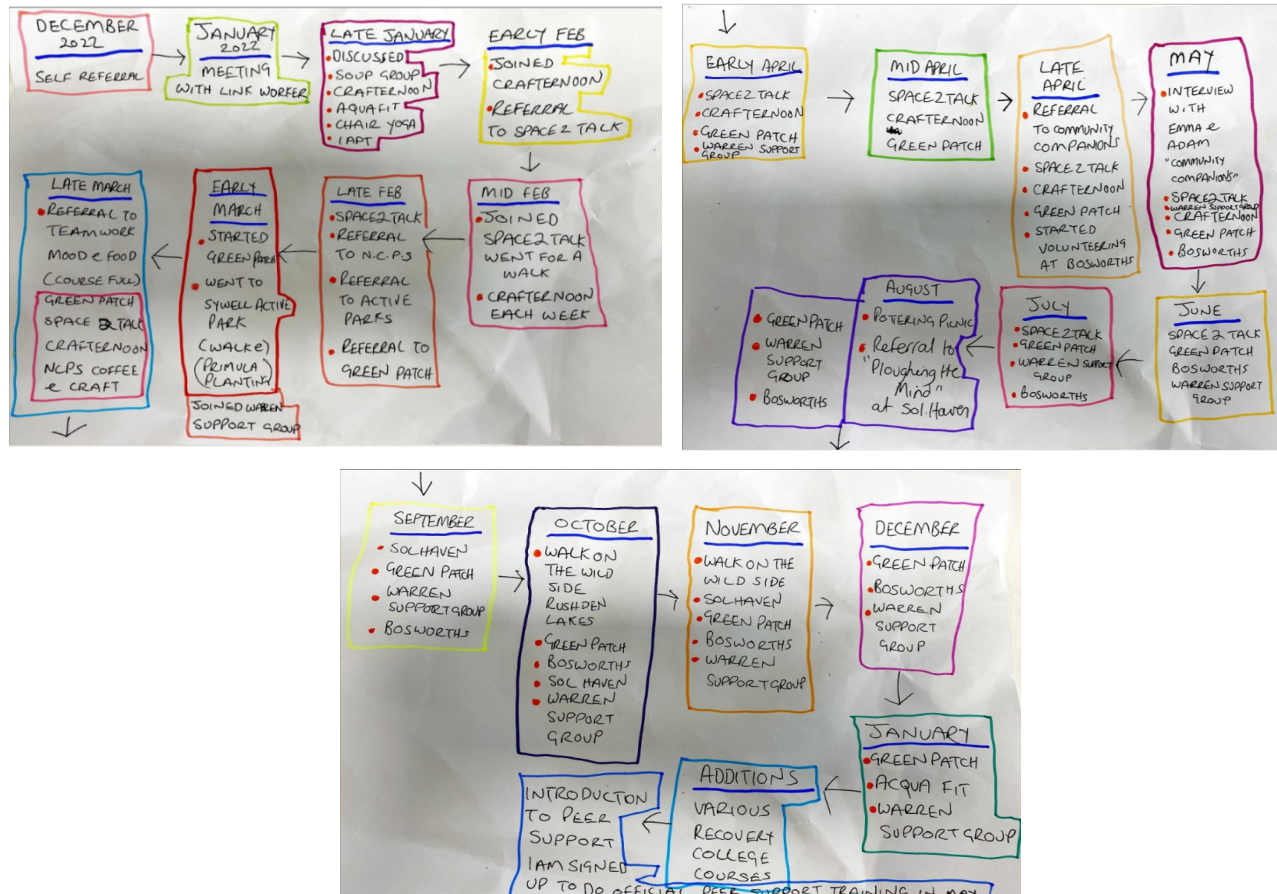 DECEMBER
2022
SELF REFERRAL
JANUARY
2022
MEETING
WITH LINK WORKER
LATE JANUARY
DISCUSSED
SOUP GROUP
CRAFTERNOON
AQUAFIT
CHAIR YOGA
IAPT
EARLY FEB
JOINED
CRAFTERNOON
REFERRAL
TO SPACE2 TALK
MID FEB
JOINED
SPACE2TALK
WENT FOR A
WALK
CRAFTERNOON
EACH WEEK
LATE FEB
SPACE2TALK
REFERRAL
TO N.C.P.S
REFERRAL
TO ACTIVE
PARKS
REFERRAL TO
GREEN PATCH
EARLY
MARCH
STARTED
GREEN PATCH
WENT TO
SYWELL ACTIVE
PARK
(WALK &)
(PRIMULA)
PLANTING
JOINED WARREN
SUPPORT GROUP
LATE MARCH
REFERRAL TO
TEAMWORK
MOOD & FOOD
(COURSE FULL)
GREEN PATCH
SPACE 2 TALK
CRAFTERNOON
NCPS COFFEE
& CRAFT
EARLY APRIL
SPACE2TALK
CRAFTERNOON
GREEN PATCH
WARREN SUPPORT
GROUP
MID APRIL
SPACE2TALK
CRAFTERNOON
GREEN PATCH
LATE
APRIL
REFERRAL
TO COMMUNITY
COMPANIONS
SPACE 2 TALK
CRAFTERNOON
GREEN PATCH
STARTED
VOLUNTEERING
AT BOSWORTHS
MAY
INTERVIEW
WITH
EMMA &
ADAM
"COMMUNITY
COMPANIONS"
SPACE2TALK
WARREN SUPPORT GROUP
CRAFTERNOON
GREEN PATCH
BOSWORTHS
JUNE
SPACE 2 TALK
GREEN PATCH
BOSWORTHS
WARREN SUPPORT
GROUP
JULY
SPACE2TALK
GREEN PATCH
WARREN SUPPORT
GROUP
BOSWORTHS
AUGUST
POTERING PICNIC
Referral to
"Ploughing the
Mind"
at Sol.Haven
GREEN PATCH
WARREN
SUPPORT
GROUP
BOSWORTHS
SEPTEMBER
SOLHAVEN
GREEN PATCH
WARREN
SUPPORT GROUP
BOSWORTHS
OCTOBER
WALK ON
THE WILD
SIDE
RUSHDEN
LAKES
GREEN PATCH
BOSWORTHS
SOL HAVEN
WARREN
SUPPORT
GROUP
NOVEMBER
WALK ON THE
WILD SIDE
SOLHAVEN
GREEN PATCH
BOSWORTHS
WARREN
SUPPORT GROUP
DECEMBER
GREEN PATCH
BOSWORTHS
WARREN
SUPPORT
GROUP
JANUARY
GREEN PATCH
ACQUA FIT
WARREN
SUPPORT GROUP
ADDITIONS
VARIOUS
RECOVERY
COLLEGE
COURSES
INTRODUCTION
TO PEER
SUPPORT
I AM SIGNED
UP TO DO OFFICIAL PEER SUPPORT TRAINING IN MAY